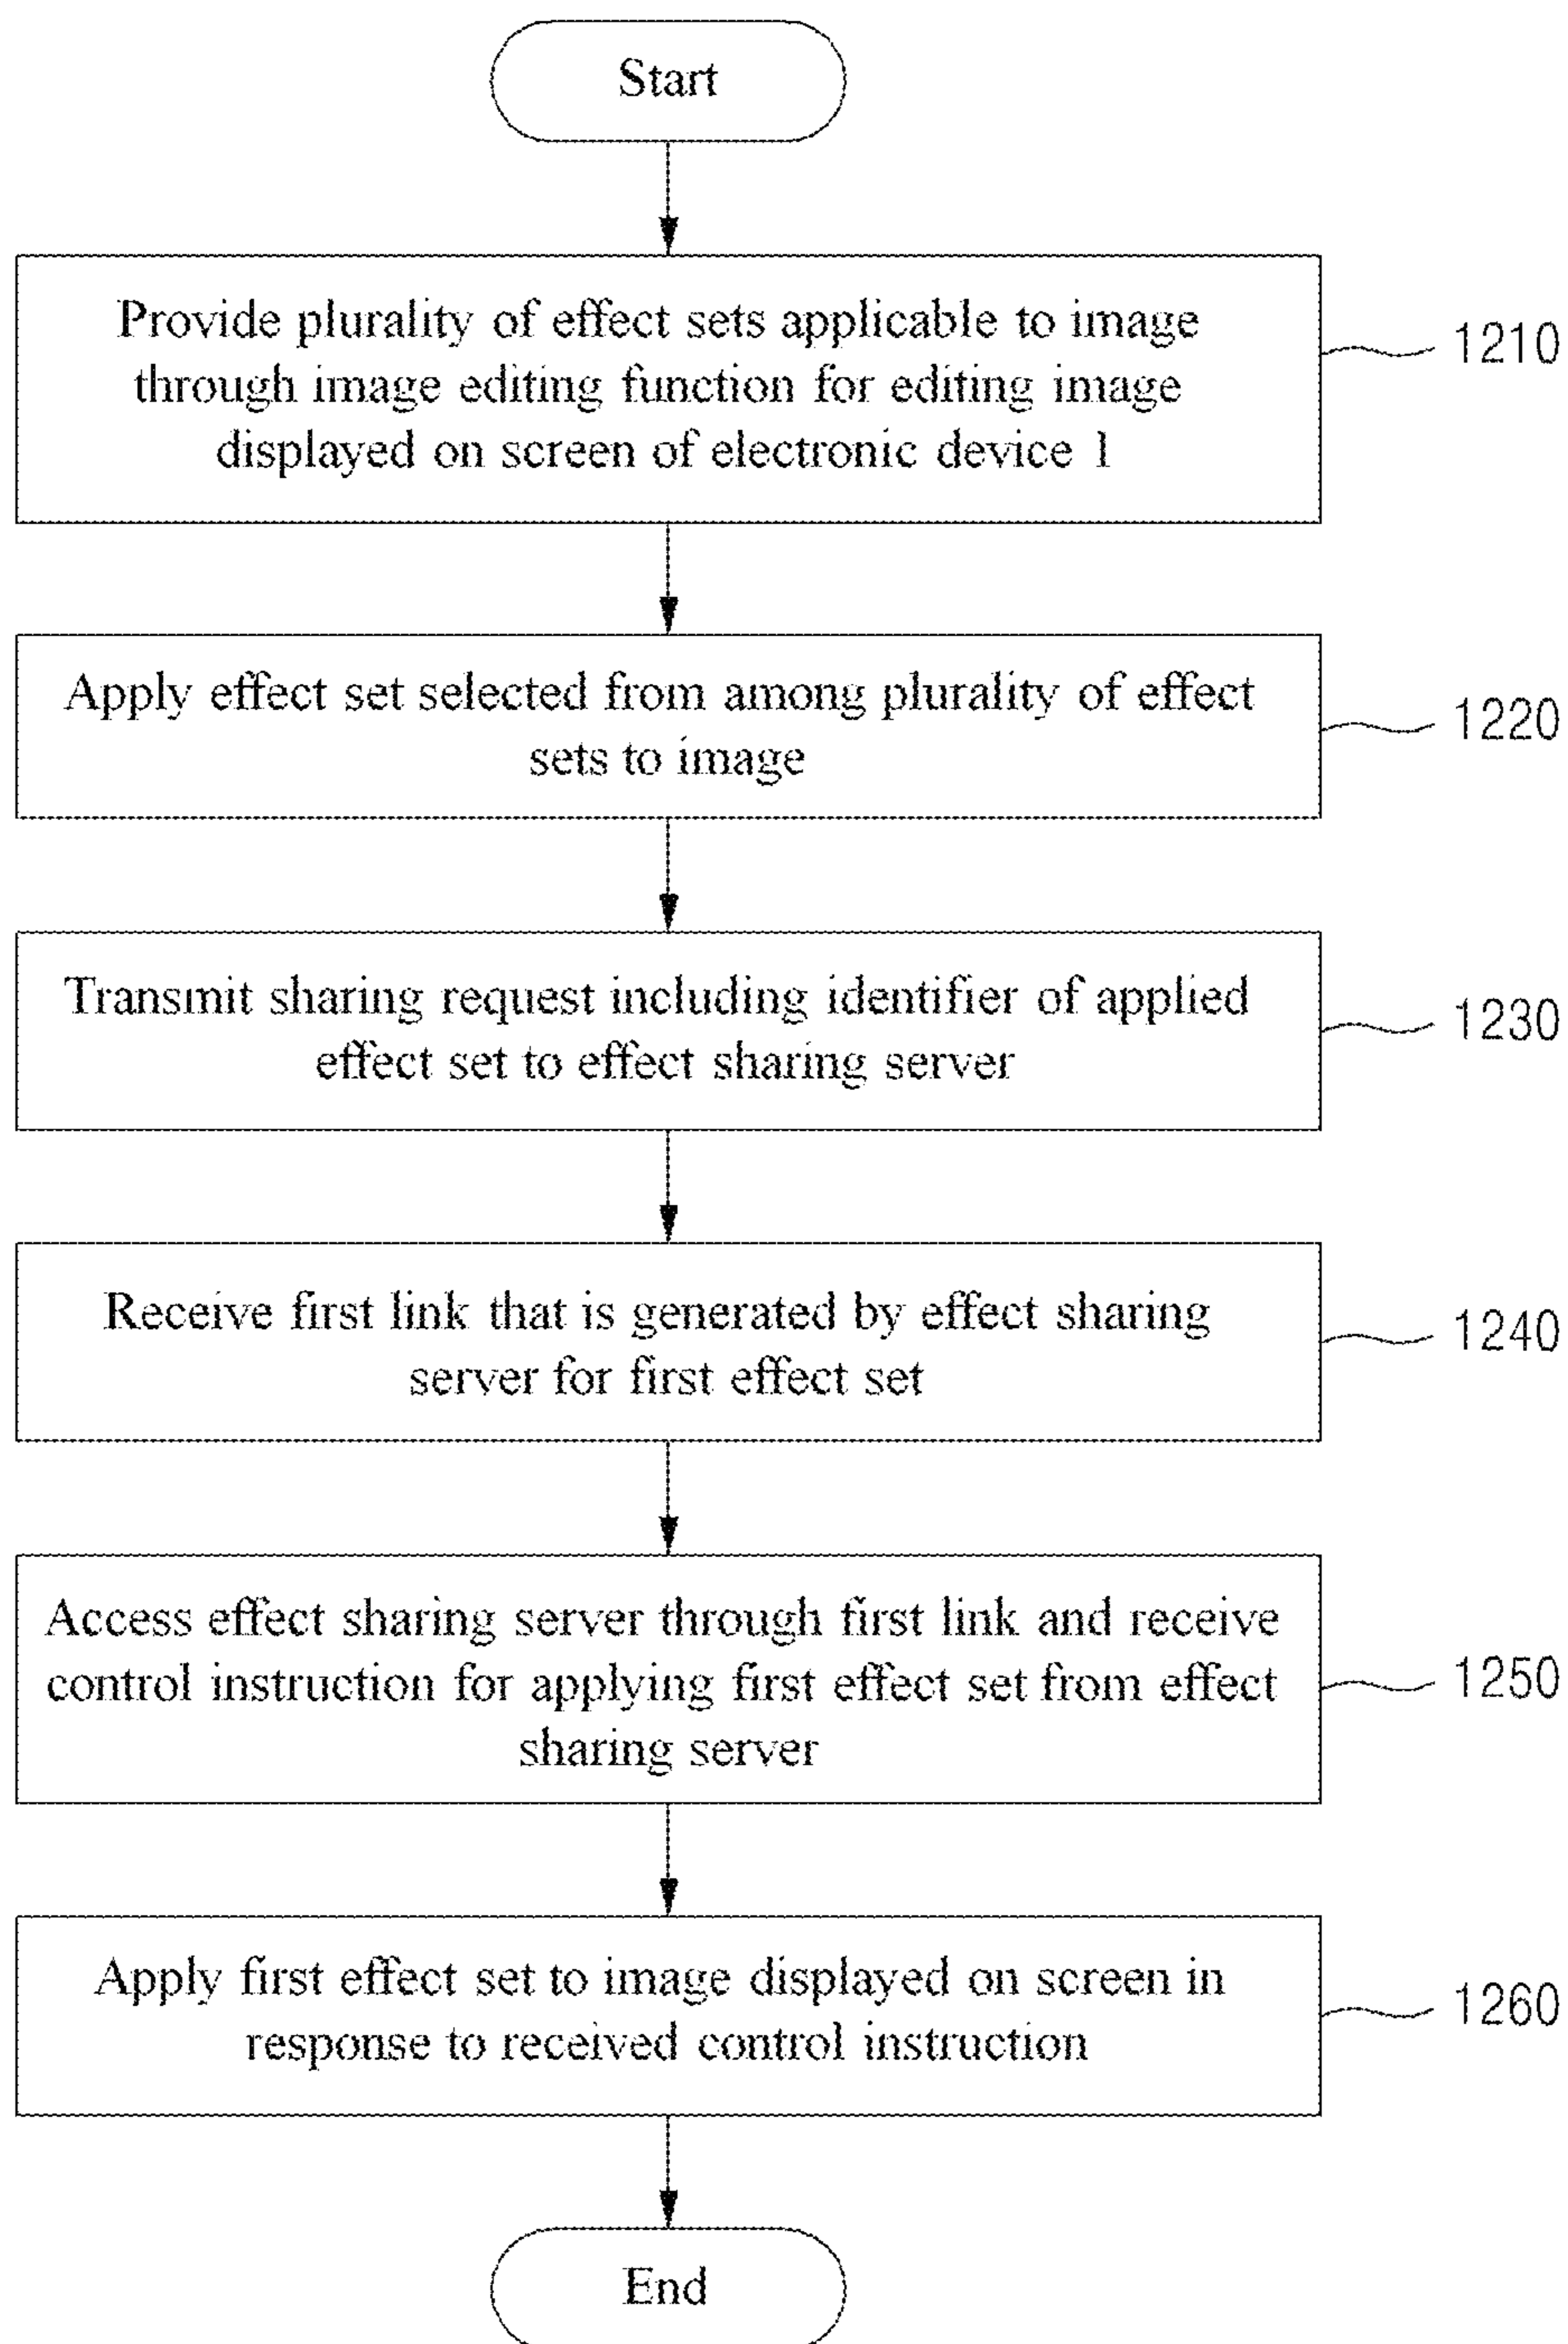 Start
Provide plurality of effect sets applicable to image
through image editing function for editing image
displayed on screen of electronic device 1
1210
Apply effect set selected from among plurality of effect
sets to image
1220
Transmit sharing request including identifier of applied
effect set to effect sharing server
1230
Receive first link that is generated by effect sharing
server for first effect set
1240
Access effect sharing server through first link and receive
control instruction for applying first effect set from effect
sharing server
1250
Apply first effect set to image displayed on screen in
response to received control instruction
1260
End